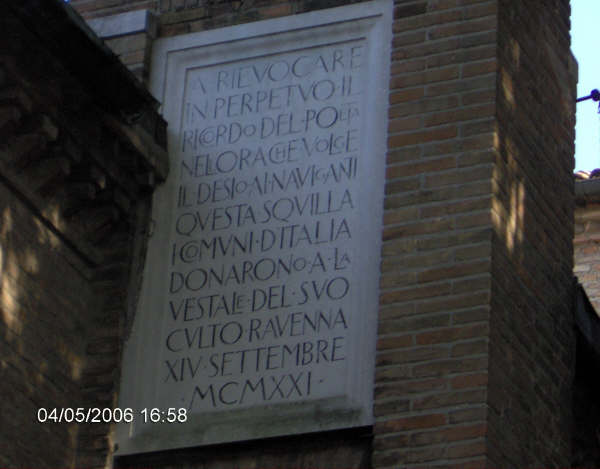 A RIEVOCARE
IN PERPETVO·IL
RICORDO DEL·POETA
NELORA CHE VOLGE
IL DESIO·AI·NAVIGANTI
QVESTA SQVILLA
I COMVNI·D'ITALIA
DONARONO·A·LA
VESTALE·DEL·SVO
CVLTO RAVENNA
XIV·SETTEMBRE
·MCMXXI·
04/05/2006 16:58